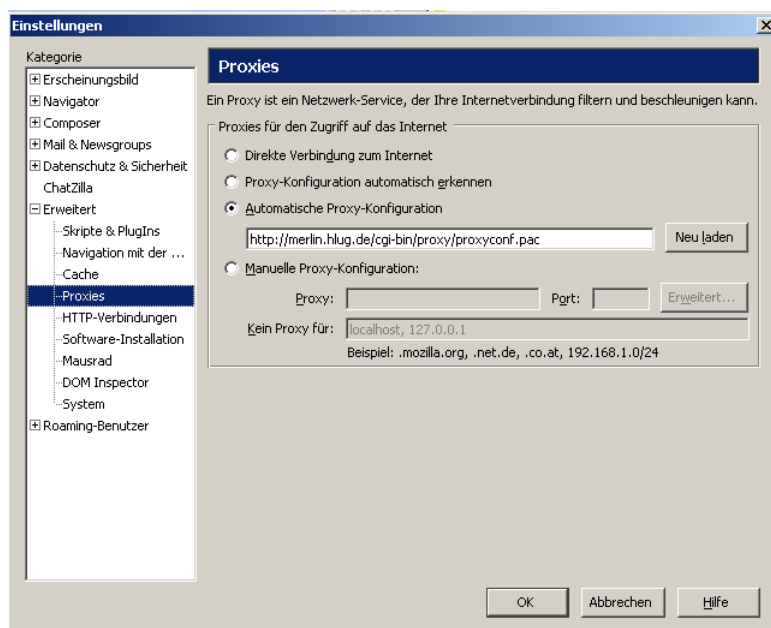 Einstellungen
Kategorie
Erscheinungsbild
Navigator
Composer
Mail & Newsgroups
Datenschutz & Sicherheit
ChatZilla
Erweitert
Skripte & PlugIns
Navigation mit der ...
Cache
Proxies
HTTP-Verbindungen
Software-Installation
Mausrad
DOM Inspector
System
Roaming-Benutzer
Proxies
Ein Proxy ist ein Netzwerk-Service, der Ihre Internetverbindung filtern und beschleunigen kann.
Proxies für den Zugriff auf das Internet
Direkte Verbindung zum Internet
Proxy-Konfiguration automatisch erkennen
Automatische Proxy-Konfiguration
http://merlin.hlug.de/cgi-bin/proxy/proxyconf.pac Neu laden
Manuelle Proxy-Konfiguration:
Proxy: Port: Erweitert...
Kein Proxy für: localhost, 127.0.0.1
Beispiel: .mozilla.org, .net.de, .co.at, 192.168.1.0/24
OK Abbrechen Hilfe